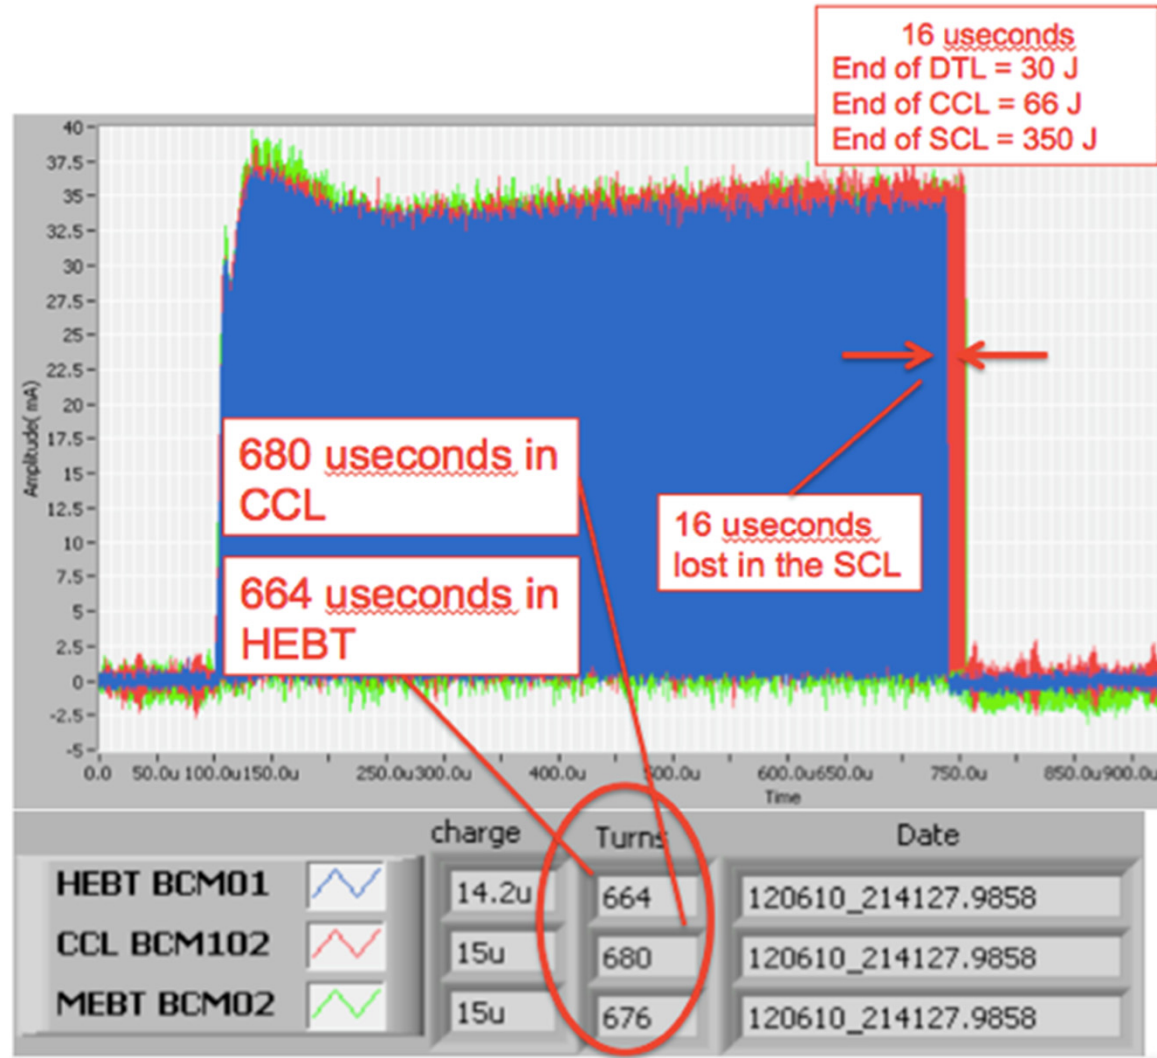 16 useconds
End of DTL = 30 J
End of CCL = 66 J
End of SCL = 350 J
40
37.5
35
32.5
30
27.5
25
22.5
20
17.5
15
12.5
10
7.5
5
2.5
0
-2.5
-5
Amplitude( mA)
680 useconds in
CCL
664 useconds in
HEBT
16 useconds
lost in the SCL
0.0 50.0u 100.0u 150.0u 250.0u 300.0u 400.0u 500.0u 600.0u 650.0u 750.0u 850.0u 900.0u
Time
charge Turns Date
HEBT BCM01 14.2u 664 120610_214127.9858
CCL BCM102 15u 680 120610_214127.9858
MEBT BCM02 15u 676 120610_214127.9858